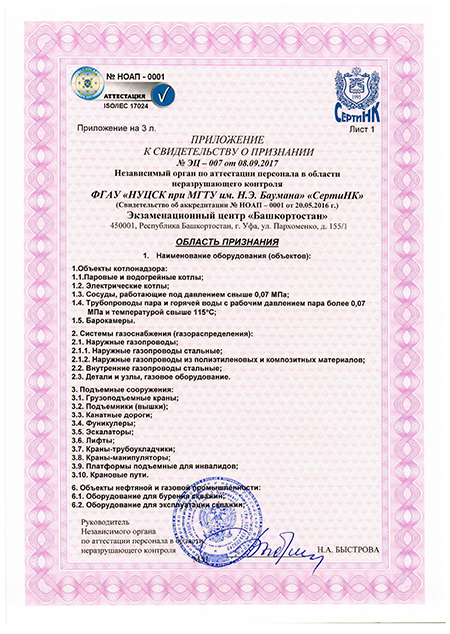 № НОАП - 0001
АТТЕСТАЦИЯ
ISO/IEC 17024
1995
СертиНК
Приложение на 3 л.
Лист 1
ПРИЛОЖЕНИЕ
К СВИДЕТЕЛЬСТВУ О ПРИЗНАНИИ
№ ЭЦ – 007 от 08.09.2017
Независимый орган по аттестации персонала в области
неразрушающего контроля
ФГАУ «НУЦСК при МГТУ им. Н.Э. Баумана» «СертиНК»
(Свидетельство об аккредитации № НОАП – 0001 от 20.05.2016 г.)
Экзаменационный центр «Башкортостан»
450001, Республика Башкортостан, г. Уфа, ул. Пархоменко, д. 155/1
ОБЛАСТЬ ПРИЗНАНИЯ
1. Наименование оборудования (объектов):
1.Объекты котлонадзора:
1.1.Паровые и водогрейные котлы;
1.2. Электрические котлы;
1.3. Сосуды, работающие под давлением свыше 0,07 МПа;
1.4. Трубопроводы пара и горячей воды с рабочим давлением пара более 0,07
МПа и температурой свыше 115°С;
1.5. Барокамеры.
2. Системы газоснабжения (газораспределения):
2.1. Наружные газопроводы;
2.1.1. Наружные газопроводы стальные;
2.1.2. Наружные газопроводы из полиэтиленовых и композитных материалов;
2.2. Внутренние газопроводы стальные;
2.3. Детали и узлы, газовое оборудование.
3. Подъемные сооружения:
3.1. Грузоподъемные краны;
3.2. Подъемники (вышки);
3.3. Канатные дороги;
3.4. Фуникулеры;
3.5. Эскалаторы;
3.6. Лифты;
3.7. Краны-трубоукладчики;
3.8. Краны-манипуляторы;
3.9. Платформы подъемные для инвалидов;
3.10. Крановые пути.
6. Объекты нефтяной и газовой промышленности:
6.1. Оборудование для бурения скважин;
6.2. Оборудование для эксплуатации скважин;
Руководитель
Независимого органа
по аттестации персонала в области
неразрушающего контроля
Н.А. БЫСТРОВА
М.П.